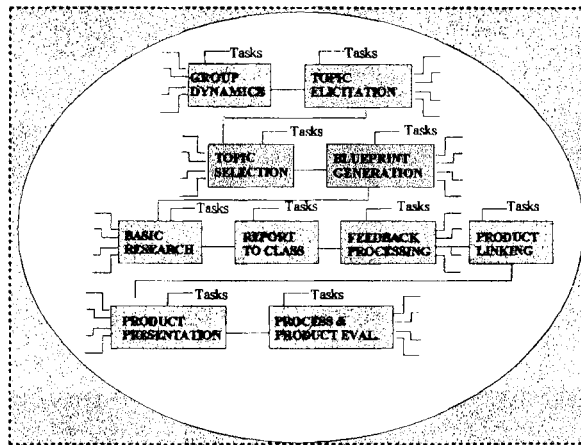 Tasks Tasks
GROUP DYNAMICS TOPIC ELICITATION
Tasks Tasks
TOPIC SELECTION BLUEPRINT GENERATION
Tasks Tasks Tasks Tasks
BASIC RESEARCH REPORT TO CLASS FEEDBACK PROCESSING PRODUCT LINKING
Tasks Tasks
PRODUCT PRESENTATION PROCESS & PRODUCT EVAL.